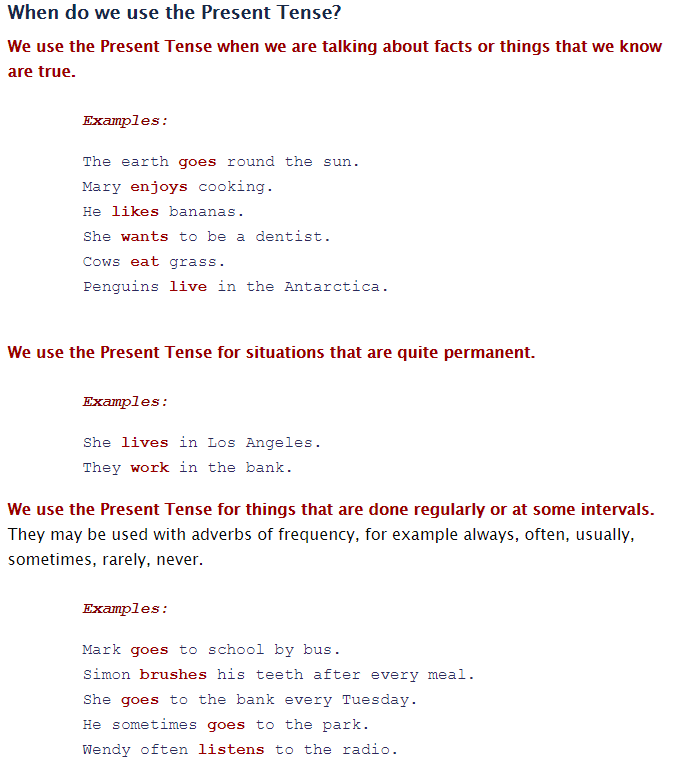 When do we use the Present Tense?
We use the Present Tense when we are talking about facts or things that we know
are true.
Examples:
The earth goes round the sun.
Mary enjoys cooking.
He likes bananas.
She wants to be a dentist.
Cows eat grass.
Penguins live in the Antarctica.
We use the Present Tense for situations that are quite permanent.
Examples:
She lives in Los Angeles.
They work in the bank.
We use the Present Tense for things that are done regularly or at some intervals.
They may be used with adverbs of frequency, for example always, often, usually,
sometimes, rarely, never.
Examples:
Mark goes to school by bus.
Simon brushes his teeth after every meal.
She goes to the bank every Tuesday.
He sometimes goes to the park.
Wendy often listens to the radio.